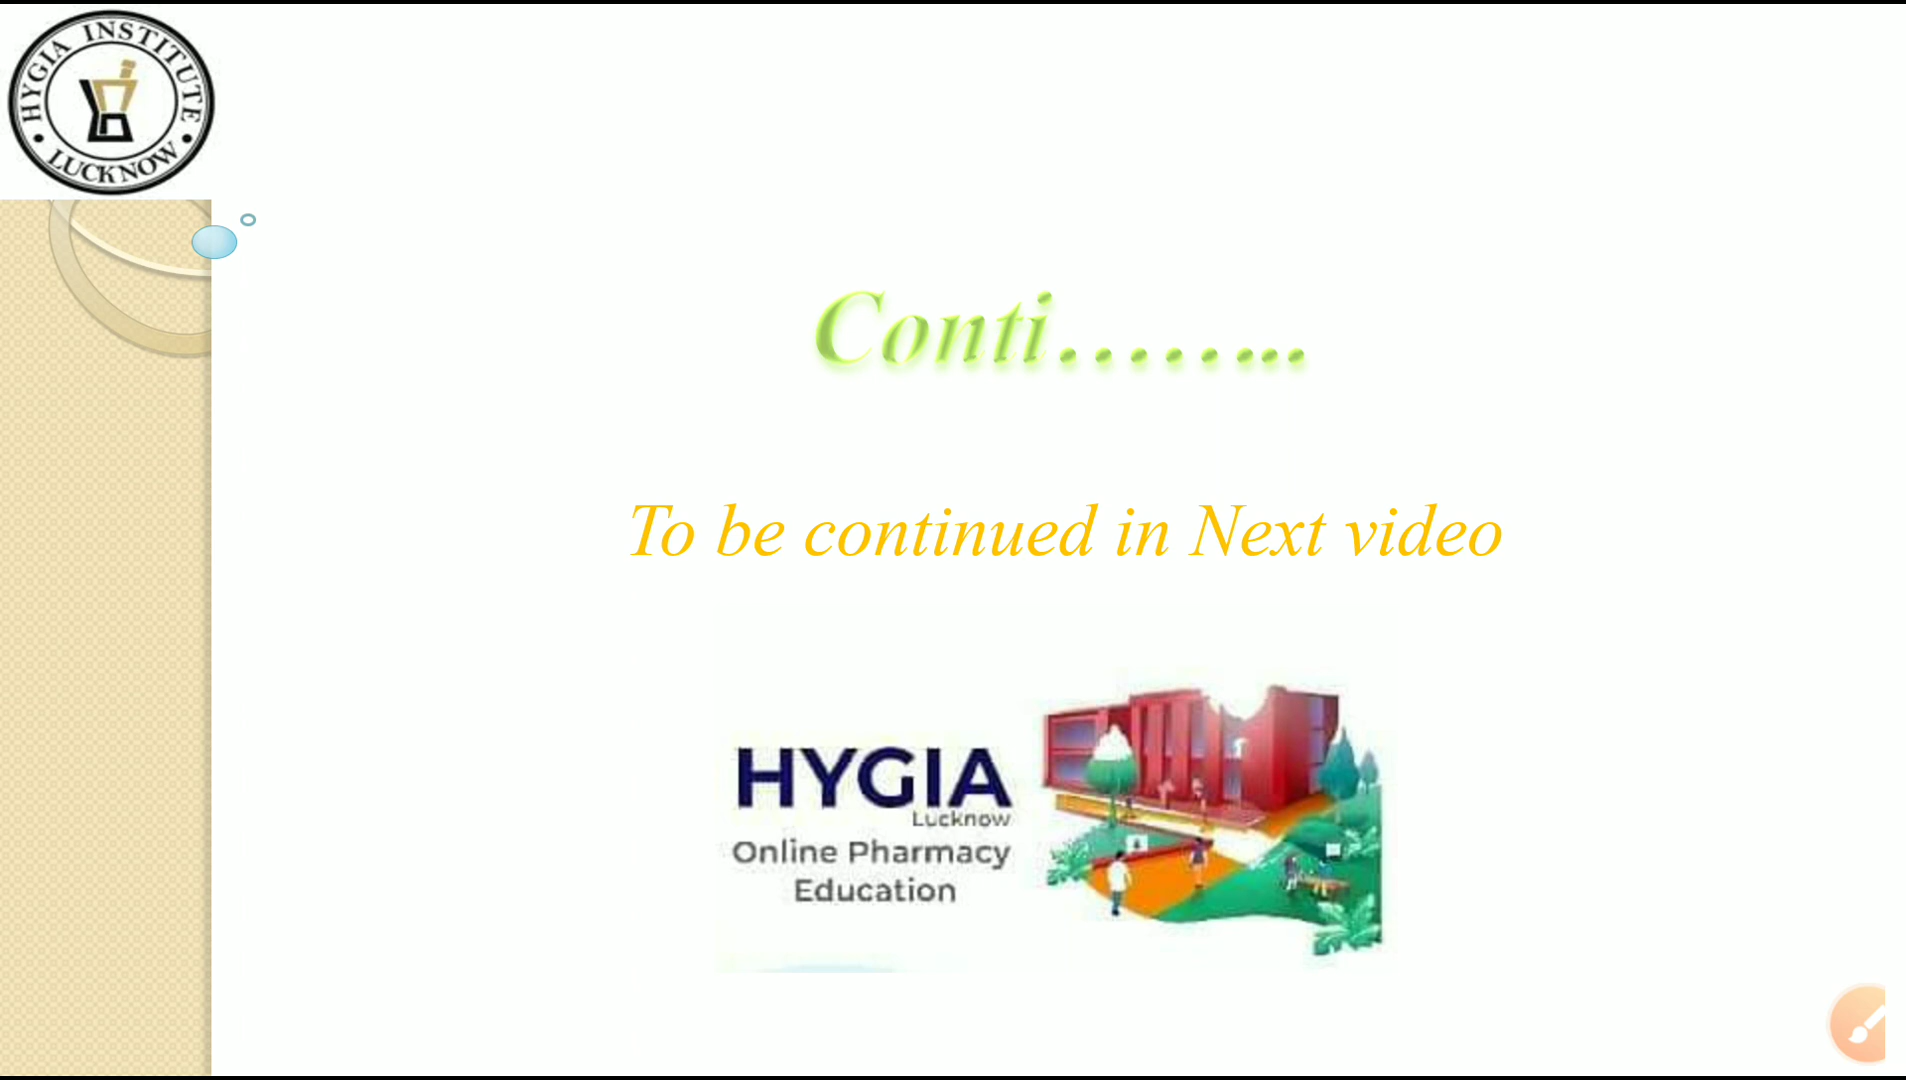 HYGIA INSTITUTE
• LUCKNOW •
Conti……..
To be continued in Next video
HYGIA
Lucknow
Online Pharmacy
Education